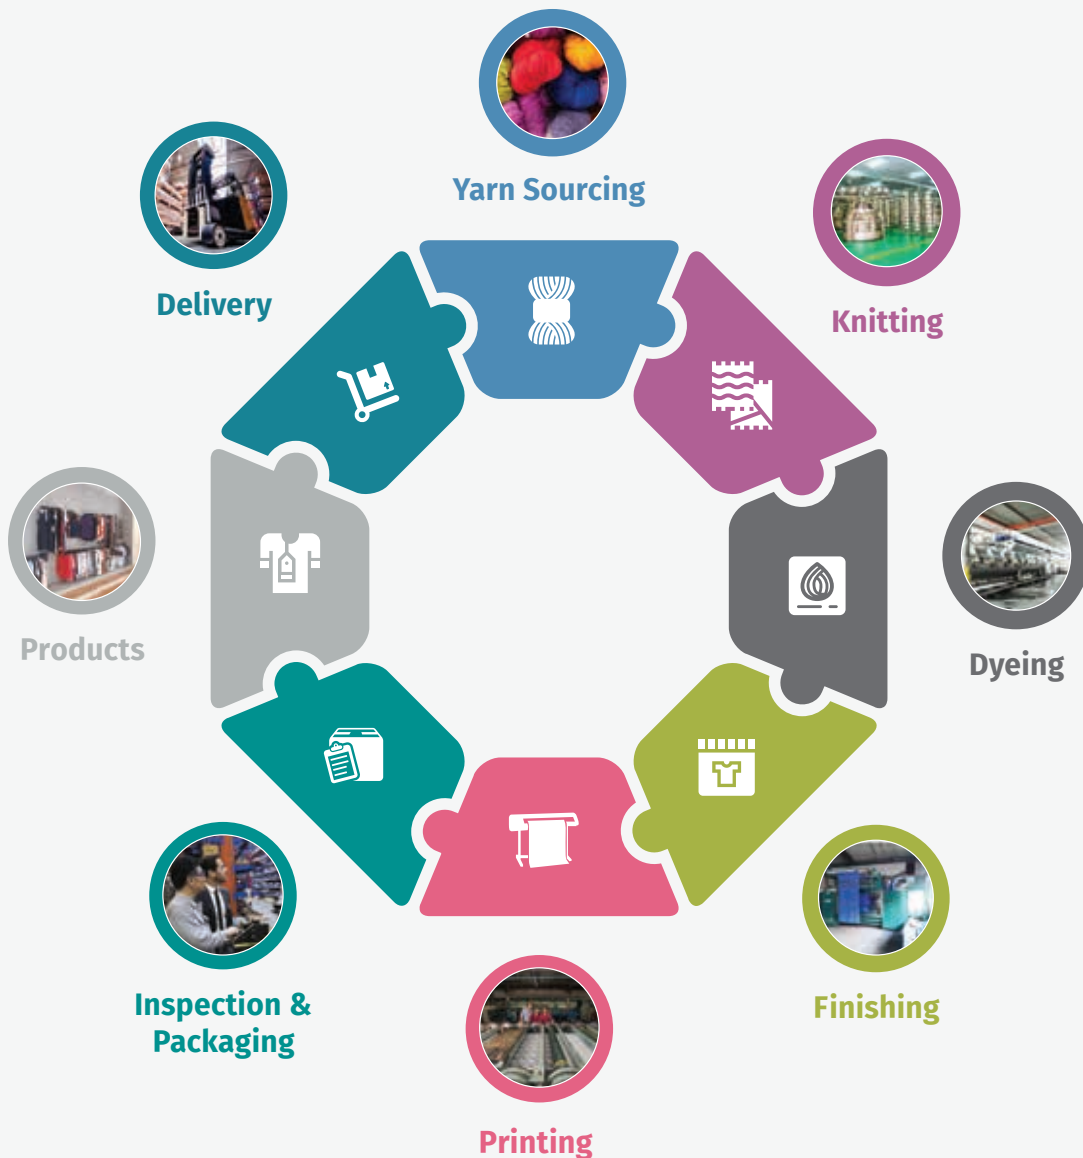 Yarn Sourcing
Knitting
Dyeing
Finishing
Printing
Inspection &
Packaging
Products
Delivery